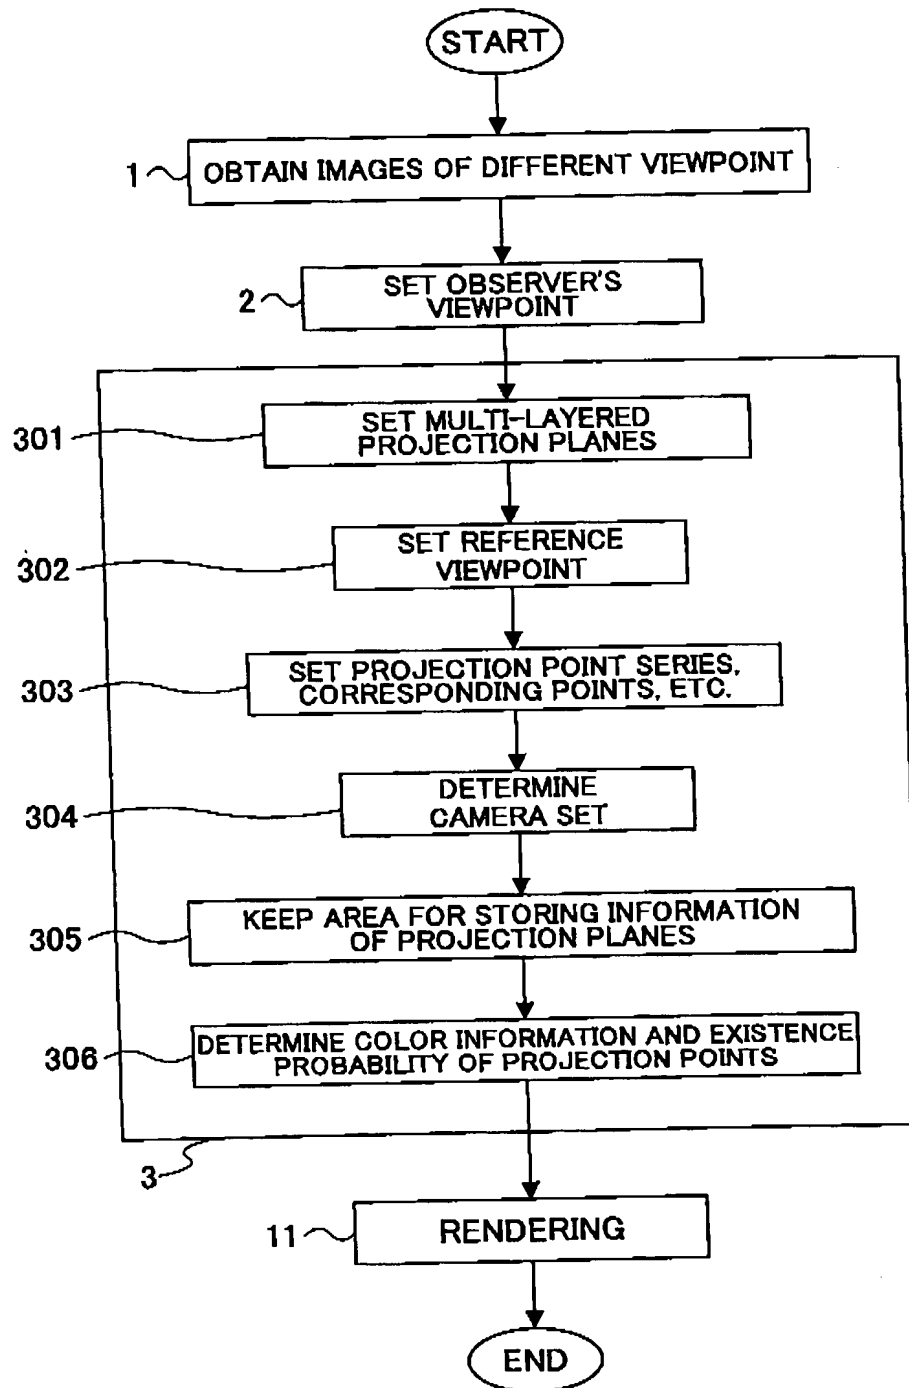 START
1
OBTAIN IMAGES OF DIFFERENT VIEWPOINT
2
SET OBSERVER'S
VIEWPOINT
301
SET MULTI-LAYERED
PROJECTION PLANES
302
SET REFERENCE
VIEWPOINT
303
SET PROJECTION POINT SERIES,
CORRESPONDING POINTS, ETC.
304
DETERMINE
CAMERA SET
305
KEEP AREA FOR STORING INFORMATION
OF PROJECTION PLANES
306
DETERMINE COLOR INFORMATION AND EXISTENCE
PROBABILITY OF PROJECTION POINTS
3
11
RENDERING
END